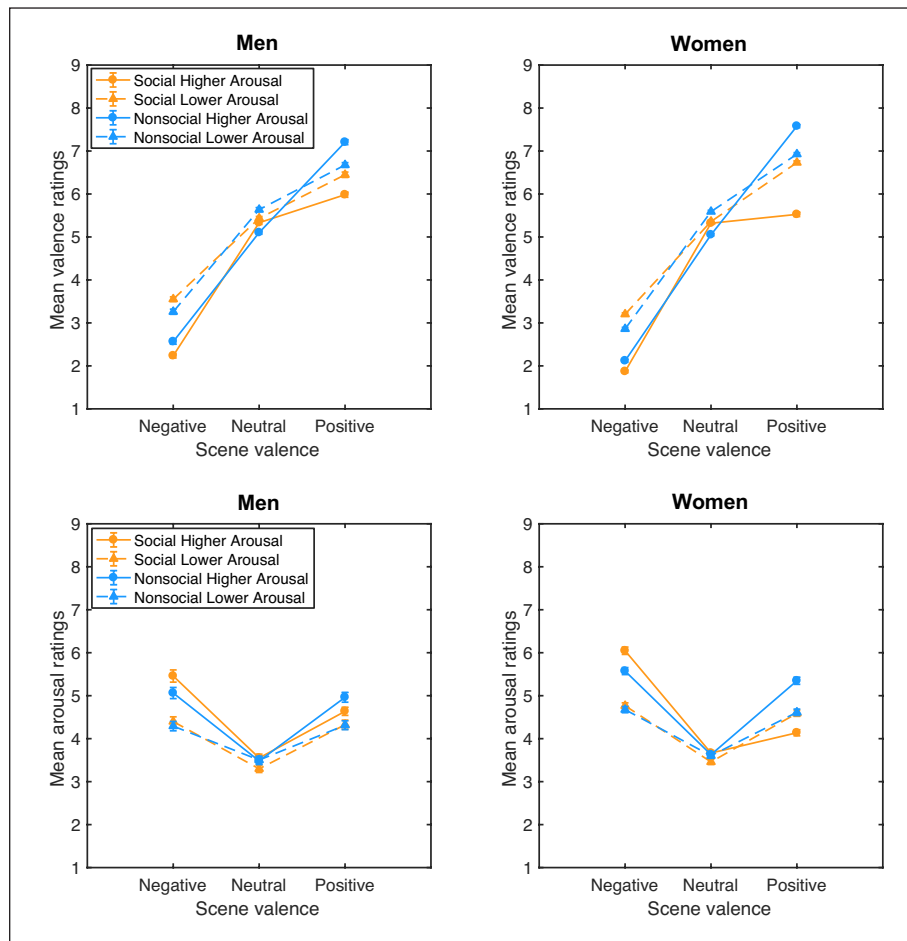 Men
Mean valence ratings
9
8
7
6
5
4
3
2
1
Social Higher Arousal
Social Lower Arousal
Nonsocial Higher Arousal
Nonsocial Lower Arousal
Negative Neutral Positive
Scene valence
Women
Mean valence ratings
9
8
7
6
5
4
3
2
1
Negative Neutral Positive
Scene valence
Men
Mean arousal ratings
9
8
7
6
5
4
3
2
1
Social Higher Arousal
Social Lower Arousal
Nonsocial Higher Arousal
Nonsocial Lower Arousal
Negative Neutral Positive
Scene valence
Women
Mean arousal ratings
9
8
7
6
5
4
3
2
1
Negative Neutral Positive
Scene valence